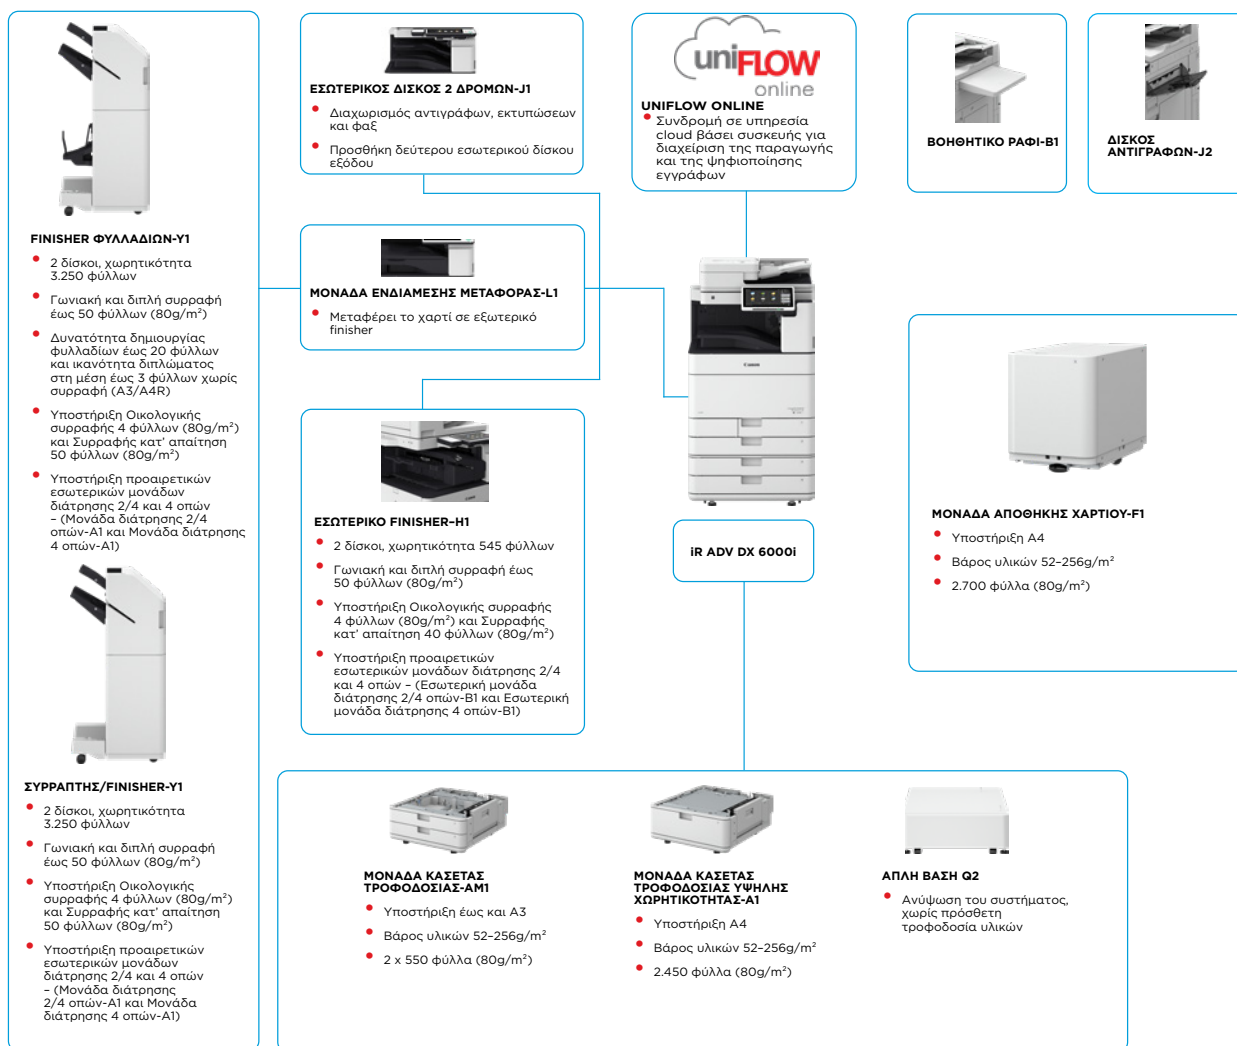 FINISHER ΦΥΛΛΑΔΙΩΝ-Y1
2 δίσκοι, χωρητικότητα
3.250 φύλλων
Γωνιακή και διπλή συρραφή
έως 50 φύλλων (80g/m²)
Δυνατότητα δημιουργίας
φυλλαδίων έως 20 φύλλων
και ικανότητα διπλώματος
στη μέση έως 3 φύλλων χωρίς
συρραφή (A3/A4R)
Υποστήριξη Οικολογικής
συρραφής 4 φύλλων (80g/m²)
και Συρραφής κατ' απαίτηση
50 φύλλων (80g/m²)
Υποστήριξη προαιρετικών
εσωτερικών μονάδων
διάτρησης 2/4 και 4 οπών
– (Μονάδα διάτρησης 2/4
οπών-A1 και Μονάδα διάτρησης
4 οπών-A1)
ΣΥΡΡΑΠΤΗΣ/FINISHER-Y1
2 δίσκοι, χωρητικότητα
3.250 φύλλων
Γωνιακή και διπλή συρραφή
έως 50 φύλλων (80g/m²)
Υποστήριξη Οικολογικής
συρραφής 4 φύλλων (80g/m²)
και Συρραφής κατ' απαίτηση
50 φύλλων (80g/m²)
Υποστήριξη προαιρετικών
εσωτερικών μονάδων
διάτρησης 2/4 και 4 οπών
– (Μονάδα διάτρησης
2/4 οπών-A1 και Μονάδα
διάτρησης 4 οπών-A1)
ΕΣΩΤΕΡΙΚΟΣ ΔΙΣΚΟΣ 2 ΔΡΟΜΩΝ-J1
Διαχωρισμός αντιγράφων, εκτυπώσεων
και φαξ
Προσθήκη δεύτερου εσωτερικού δίσκου
εξόδου
ΜΟΝΑΔΑ ΕΝΔΙΑΜΕΣΗΣ ΜΕΤΑΦΟΡΑΣ-L1
Μεταφέρει το χαρτί σε εξωτερικό
finisher
ΕΣΩΤΕΡΙΚΟ FINISHER-H1
2 δίσκοι, χωρητικότητα 545 φύλλων
Γωνιακή και διπλή συρραφή έως
50 φύλλων (80g/m²)
Υποστήριξη Οικολογικής συρραφής
4 φύλλων (80g/m²) και Συρραφής
κατ' απαίτηση 40 φύλλων (80g/m²)
Υποστήριξη προαιρετικών
εσωτερικών μονάδων διάτρησης 2/4
και 4 οπών – (Εσωτερική μονάδα
διάτρησης 2/4 οπών-B1 και Εσωτερική
μονάδα διάτρησης 4 οπών-B1)
uniFLOW
online
UNIFLOW ONLINE
Συνδρομή σε υπηρεσία
cloud βάσει συσκευής για
διαχείριση της παραγωγής
και της ψηφιοποίησης
εγγράφων
Canon
iR ADV DX 6000i
ΒΟΗΘΗΤΙΚΟ ΡΑΦΙ-B1
ΔΙΣΚΟΣ
ΑΝΤΙΓΡΑΦΩΝ-J2
ΜΟΝΑΔΑ ΑΠΟΘΗΚΗΣ ΧΑΡΤΙΟΥ-F1
Υποστήριξη A4
Βάρος υλικών 52–256g/m²
2.700 φύλλα (80g/m²)
ΜΟΝΑΔΑ ΚΑΣΕΤΑΣ
ΤΡΟΦΟΔΟΣΙΑΣ-AM1
Υποστήριξη έως και A3
Βάρος υλικών 52–256g/m²
2 x 550 φύλλα (80g/m²)
ΜΟΝΑΔΑ ΚΑΣΕΤΑΣ
ΤΡΟΦΟΔΟΣΙΑΣ ΥΨΗΛΗΣ
ΧΩΡΗΤΙΚΟΤΗΤΑΣ-A1
Υποστήριξη A4
Βάρος υλικών 52–256g/m²
2.450 φύλλα (80g/m²)
ΑΠΛΗ ΒΑΣΗ Q2
Ανύψωση του συστήματος,
χωρίς πρόσθετη
τροφοδοσία υλικών